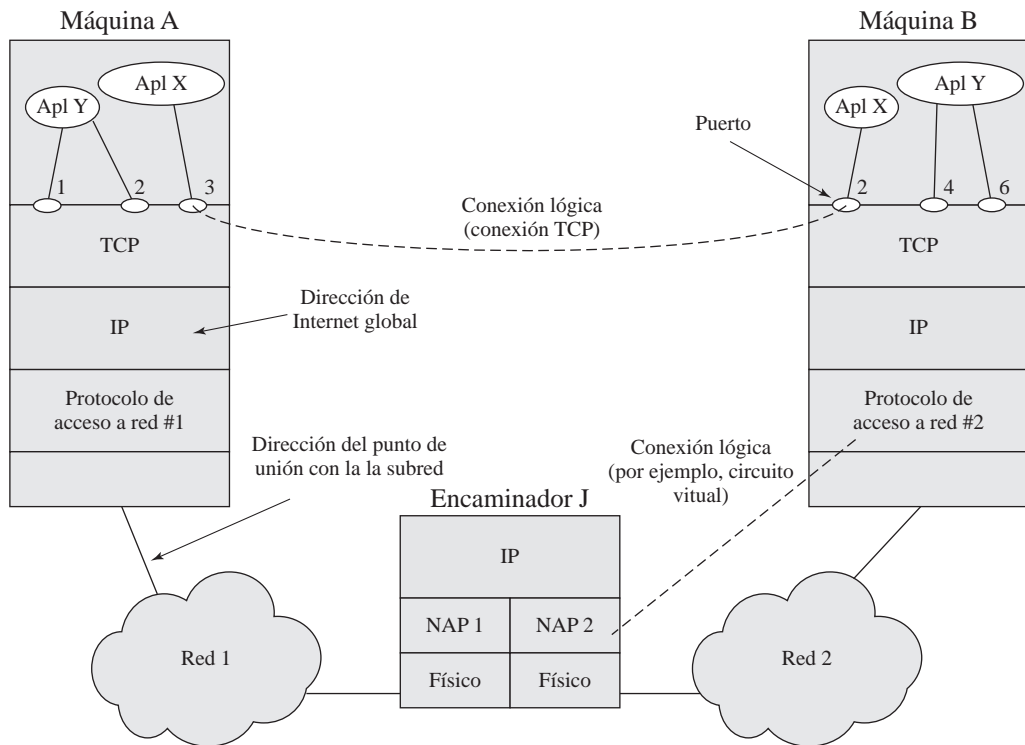 Máquina A
Máquina B
Apl X
Apl Y
Apl Y
Apl X
Puerto
1
2
3
2
4
6
Conexión lógica
(conexión TCP)
TCP
TCP
Dirección de
Internet global
IP
IP
Protocolo de
acceso a red #1
Protocolo de
acceso a red #2
Dirección del punto de
unión con la la subred
Conexión lógica
(por ejemplo, circuito
vitual)
Encaminador J
IP
NAP 1
NAP 2
Red 1
Red 2
Físico
Físico